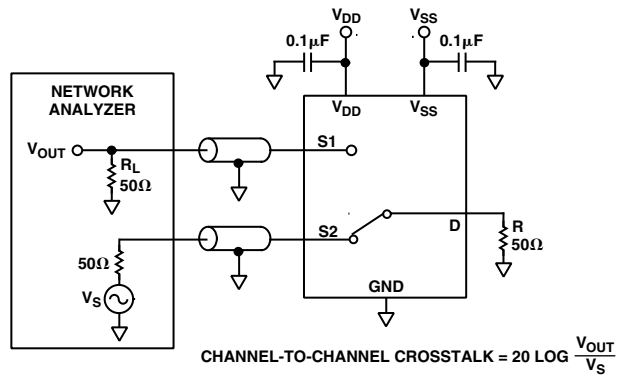 V_DD
V_SS
0.1μF
0.1μF
NETWORK
ANALYZER
V_DD
V_SS
V_OUT
S1
R_L
50Ω
S2
D
R
50Ω
50Ω
V_S
GND
CHANNEL-TO-CHANNEL CROSSTALK = 20 LOG V_OUT/V_S